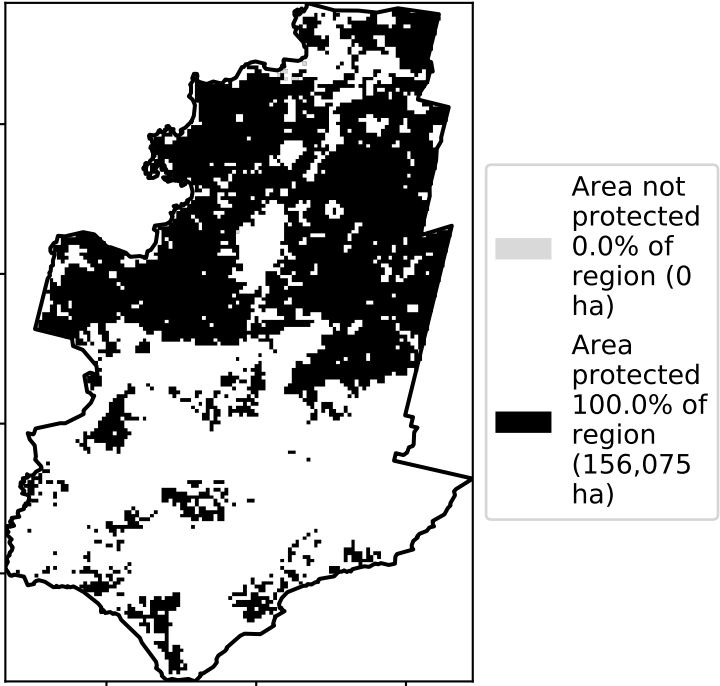 Area not
protected
0.0% of
region (0
ha)
Area
protected
100.0% of
region
(156,075
ha)